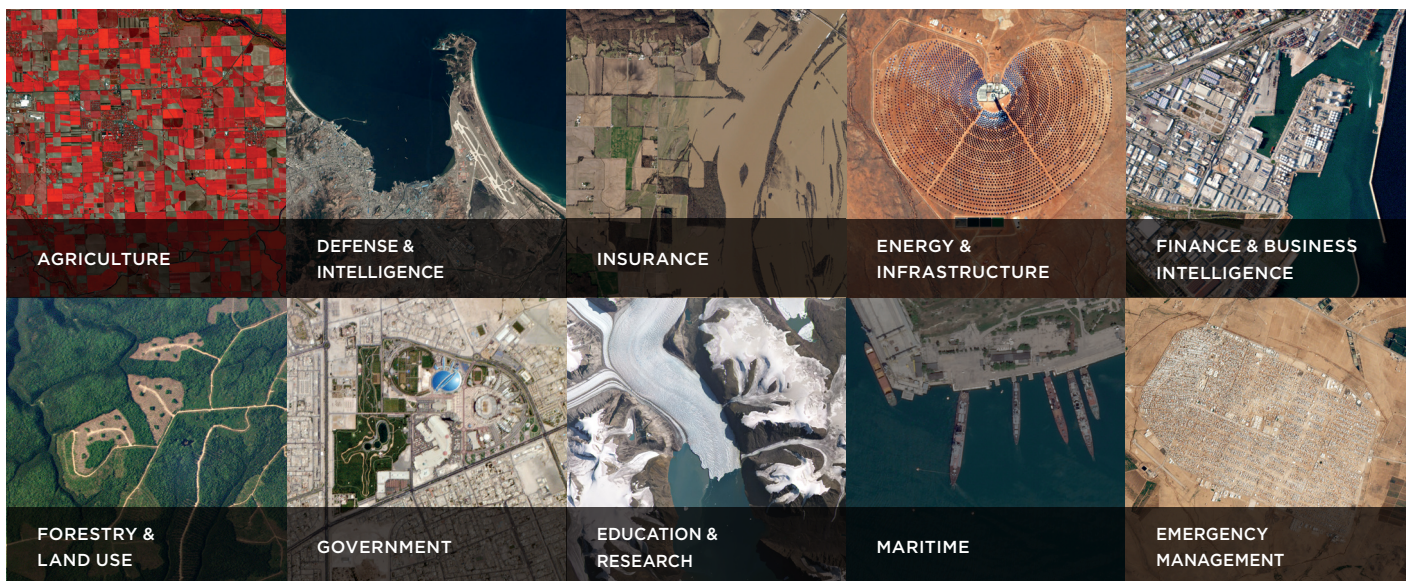 AGRICULTURE
DEFENSE &
INTELLIGENCE
INSURANCE
ENERGY &
INFRASTRUCTURE
FINANCE & BUSINESS
INTELLIGENCE
FORESTRY &
LAND USE
GOVERNMENT
EDUCATION &
RESEARCH
MARITIME
EMERGENCY
MANAGEMENT